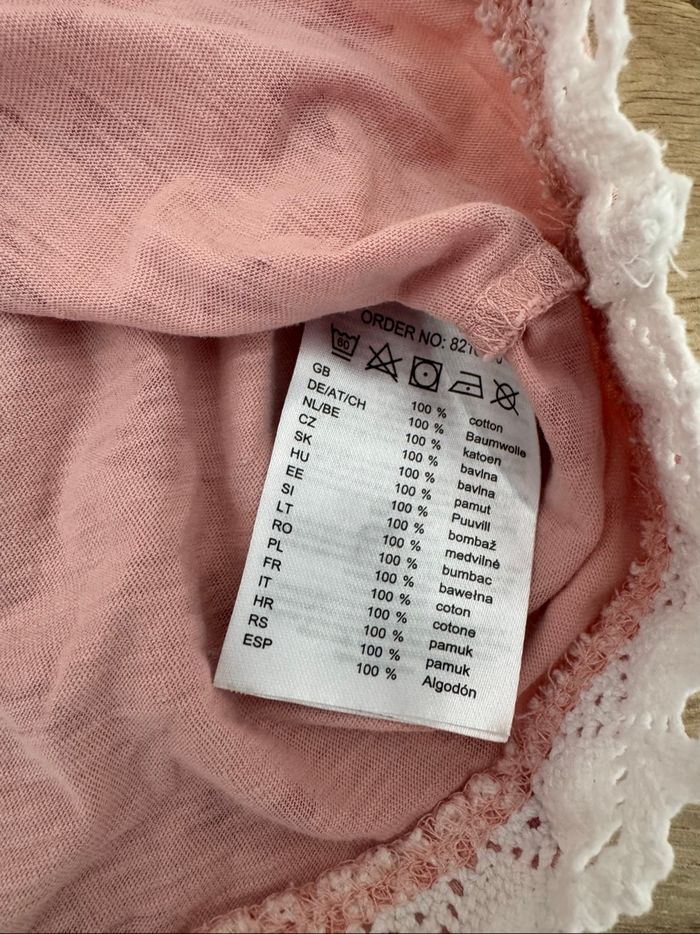 ORDER NO:
60
GB 100 % cotton
DE/AT/CH 100 % Baumwolle
NL/BE 100 % katoen
CZ 100 % bavlna
SK 100 % bavlna
HU 100 % pamut
EE 100 % Puuvill
SI 100 % bombaž
LT 100 % medvilnė
RO 100 % bumbac
PL 100 % bawełna
FR 100 % coton
IT 100 % cotone
HR 100 % pamuk
RS 100 % pamuk
ESP 100 % Algodón